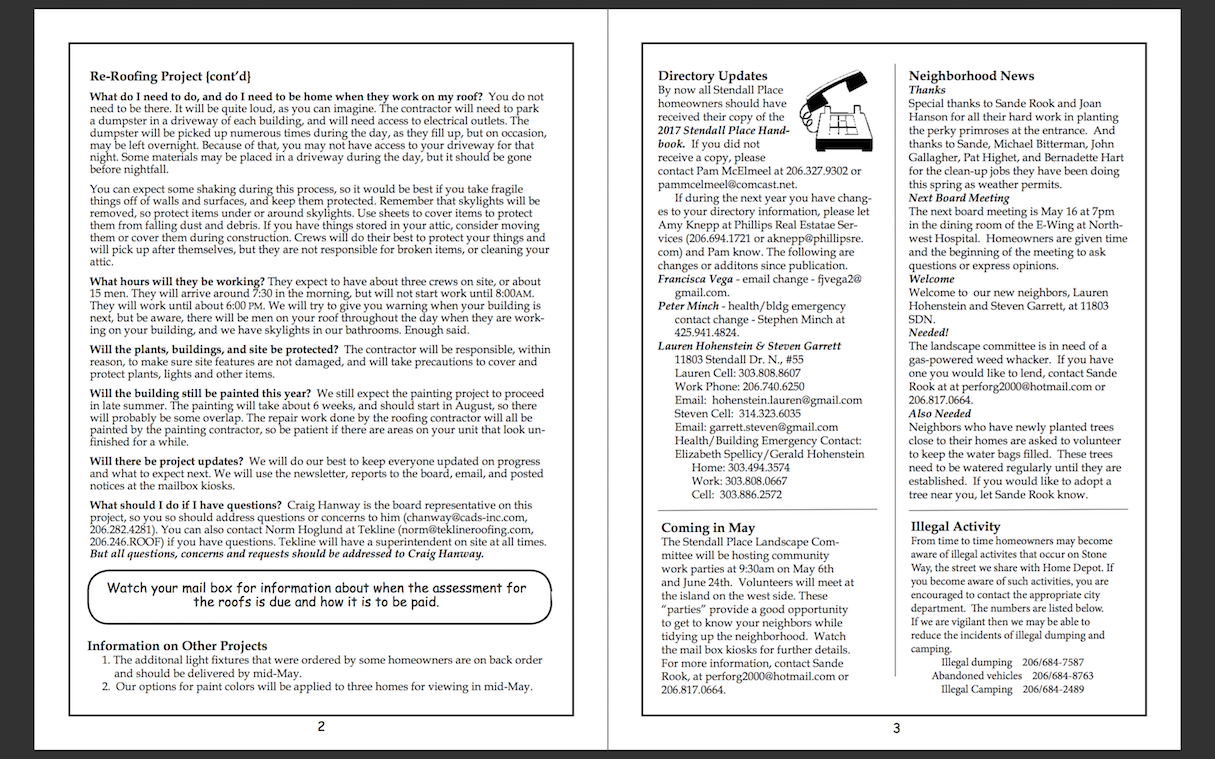 Re-Roofing Project {cont'd}
What do I need to do, and do I need to be home when they work on my roof? You do not
need to be there. It will be quite loud, as you can imagine. The contractor will need to park
a dumpster in a driveway of each building, and will need access to electrical outlets. The
dumpster will be picked up numerous times during the day, as they fill up, but on occasion,
may be left overnight. Because of that, you may not have access to your driveway for that
night. Some materials may be placed in a driveway during the day, but it should be gone
before nightfall.
You can expect some shaking during this process, so it would be best if you take fragile
things off of walls and surfaces, and keep them protected. Remember that skylights will be
removed, so protect items under or around skylights. Use sheets to cover items to protect
them from falling dust and debris. If you have things stored in your attic, consider moving
them or cover them during construction. Crews will do their best to protect your things and
will pick up after themselves, but they are not responsible for broken items, or cleaning your
attic.
What hours will they be working? They expect to have about three crews on site, or about
15 men. They will arrive around 7:30 in the morning, but will not start work until 8:00AM.
They will work until about 6:00 PM. We will try to give you warning when your building is
next, but be aware, there will be men on your roof throughout the day when they are work-
ing on your building, and we have skylights in our bathrooms. Enough said.
Will the plants, buildings, and site be protected? The contractor will be responsible, within
reason, to make sure site features are not damaged, and will take precautions to cover and
protect plants, lights and other items.
Will the building still be painted this year? We still expect the painting project to proceed
in late summer. The painting will take about 6 weeks, and should start in August, so there
will probably be some overlap. The repair work done by the roofing contractor will all be
painted by the painting contractor, so be patient if there are areas on your unit that look un-
finished for a while.
Will there be project updates? We will do our best to keep everyone updated on progress
and what to expect next. We will use the newsletter, reports to the board, email, and posted
notices at the mailbox kiosks.
What should I do if I have questions? Craig Hanway is the board representative on this
project, so you so should address questions or concerns to him (chanway@cads-inc.com,
206.282.4281). You can also contact Norm Hoglund at Tekline (norm@teklineroofing.com,
206.246.ROOF) if you have questions. Tekline will have a superintendent on site at all times.
But all questions, concerns and requests should be addressed to Craig Hanway.
Watch your mail box for information about when the assessment for
the roofs is due and how it is to be paid.
Information on Other Projects
1. The additonal light fixtures that were ordered by some homeowners are on back order
and should be delivered by mid-May.
2. Our options for paint colors will be applied to three homes for viewing in mid-May.
2
Directory Updates
By now all Stendall Place
homeowners should have
received their copy of the
2017 Stendall Place Hand-
book. If you did not
receive a copy, please
contact Pam McElmeel at 206.327.9302 or
pammcelmeel@comcast.net.
If during the next year you have chang-
es to your directory information, please let
Amy Knepp at Phillips Real Estatae Ser-
vices (206.694.1721 or aknepp@phillipsre.
com) and Pam know. The following are
changes or additons since publication.
Francisca Vega - email change - fjvega2@
gmail.com.
Peter Minch - health/bldg emergency
contact change - Stephen Minch at
425.941.4824.
Lauren Hohenstein & Steven Garrett
11803 Stendall Dr. N., #55
Lauren Cell: 303.808.8607
Work Phone: 206.740.6250
Email: hohenstein.lauren@gmail.com
Steven Cell: 314.323.6035
Email: garrett.steven@gmail.com
Health/Building Emergency Contact:
Elizabeth Spellicy/Gerald Hohenstein
Home: 303.494.3574
Work: 303.808.0667
Cell: 303.886.2572
Coming in May
The Stendall Place Landscape Com-
mittee will be hosting community
work parties at 9:30am on May 6th
and June 24th. Volunteers will meet at
the island on the west side. These
"parties" provide a good opportunity
to get to know your neighbors while
tidying up the neighborhood. Watch
the mail box kiosks for further details.
For more information, contact Sande
Rook, at perforg2000@hotmail.com or
206.817.0664.
Neighborhood News
Thanks
Special thanks to Sande Rook and Joan
Hanson for all their hard work in planting
the perky primroses at the entrance. And
thanks to Sande, Michael Bitterman, John
Gallagher, Pat Highet, and Bernadette Hart
for the clean-up jobs they have been doing
this spring as weather permits.
Next Board Meeting
The next board meeting is May 16 at 7pm
in the dining room of the E-Wing at North-
west Hospital. Homeowners are given time
and the beginning of the meeting to ask
questions or express opinions.
Welcome
Welcome to our new neighbors, Lauren
Hohenstein and Steven Garrett, at 11803
SDN.
Needed!
The landscape committee is in need of a
gas-powered weed whacker. If you have
one you would like to lend, contact Sande
Rook at at perforg2000@hotmail.com or
206.817.0664.
Also Needed
Neighbors who have newly planted trees
close to their homes are asked to volunteer
to keep the water bags filled. These trees
need to be watered regularly until they are
established. If you would like to adopt a
tree near you, let Sande Rook know.
Illegal Activity
From time to time homeowners may become
aware of illegal activites that occur on Stone
Way, the street we share with Home Depot. If
you become aware of such activities, you are
encouraged to contact the appropriate city
department. The numbers are listed below.
If we are vigilant then we may be able to
reduce the incidents of illegal dumping and
camping.
Illegal dumping 206/684-7587
Abandoned vehicles 206/684-8763
Illegal Camping 206/684-2489
3